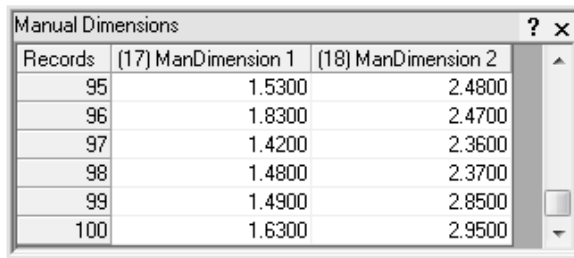 Manual Dimensions ? ×
Records (17) ManDimension 1 (18) ManDimension 2
95 1.5300 2.4800
96 1.8300 2.4700
97 1.4200 2.3600
98 1.4800 2.3700
99 1.4900 2.8500
100 1.6300 2.9500